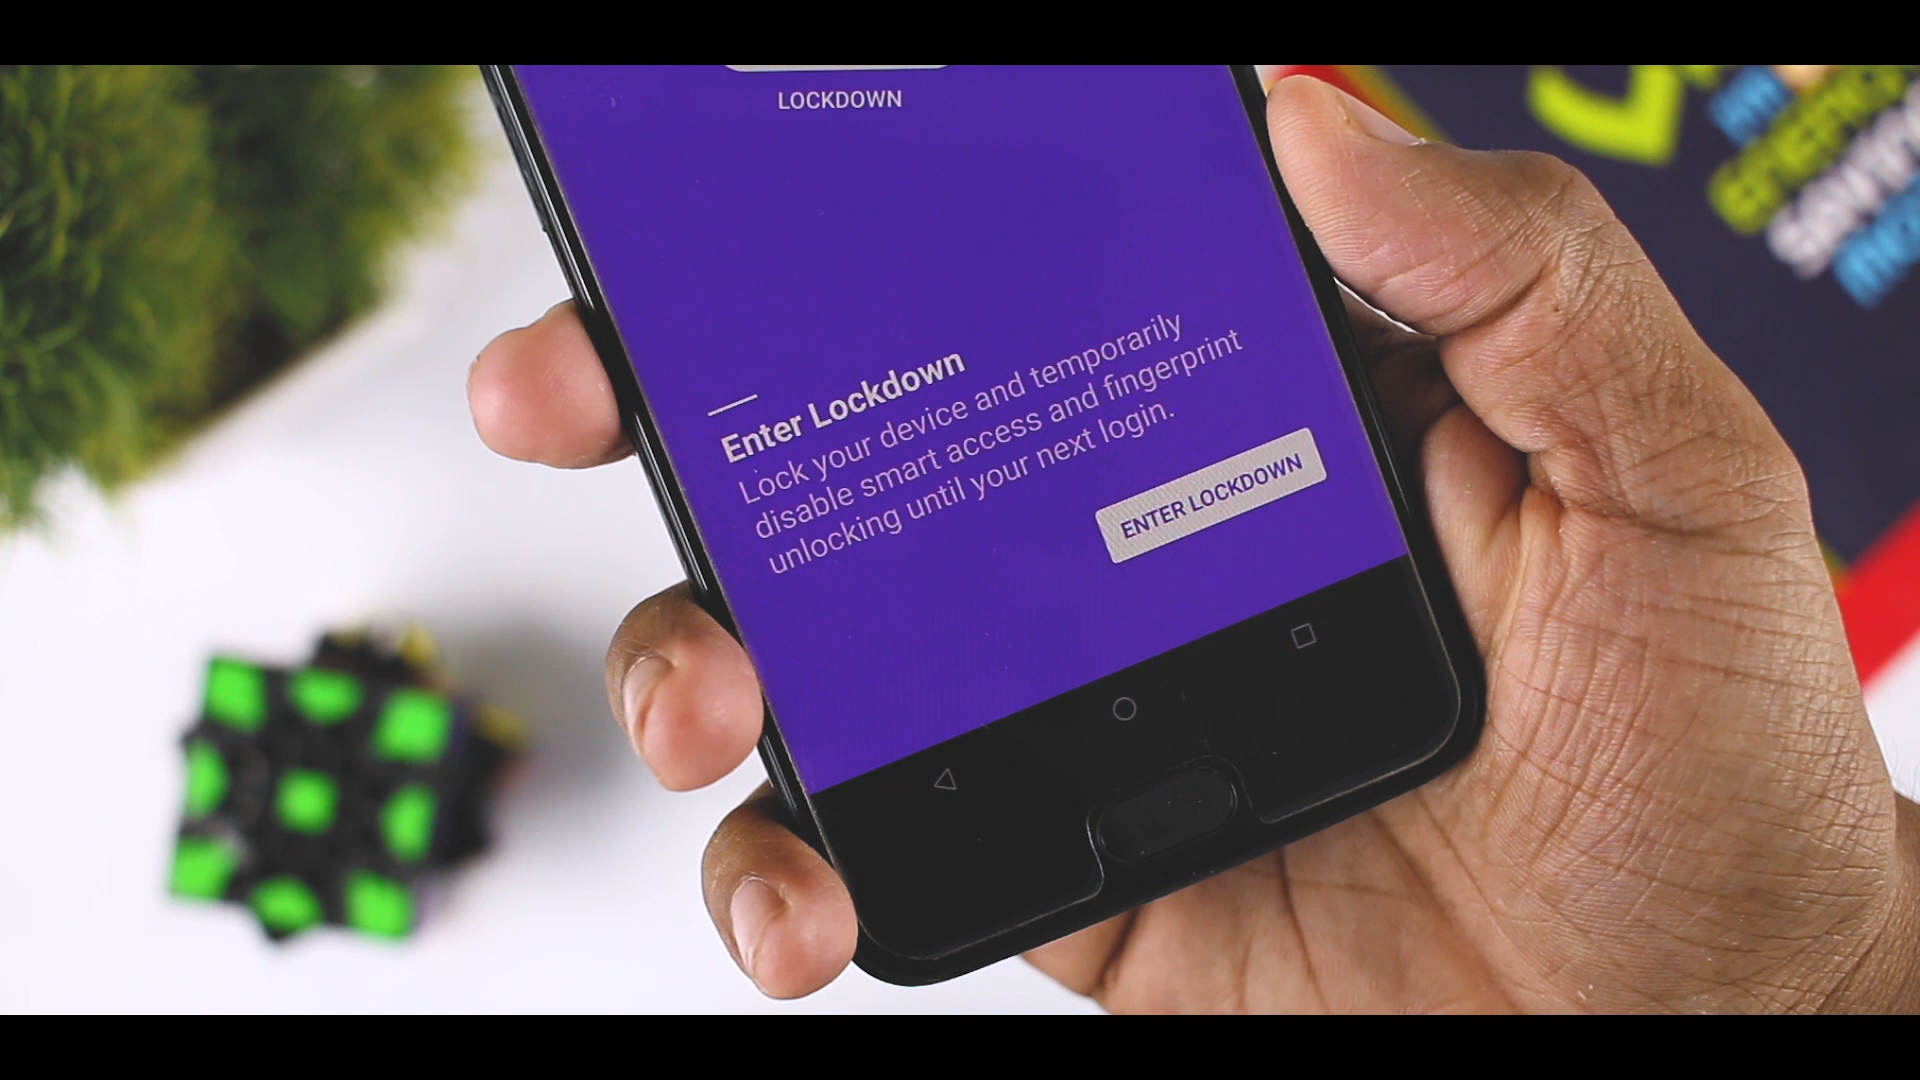 LOCKDOWN
Enter Lockdown
Lock your device and temporarily
disable smart access and fingerprint
unlocking until your next login.
ENTER LOCKDOWN